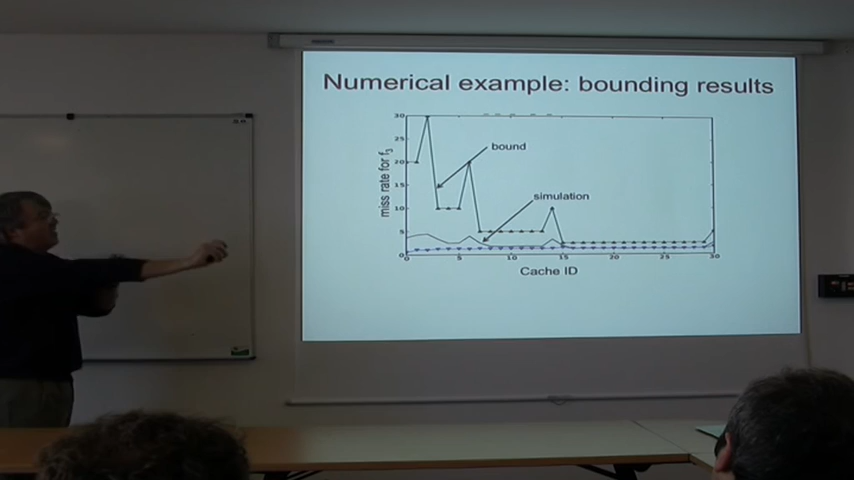 Numerical example: bounding results
30
25
20
15
10
5
0
miss rate for f3
bound
simulation
0 5 10 15 20 25 30
Cache ID